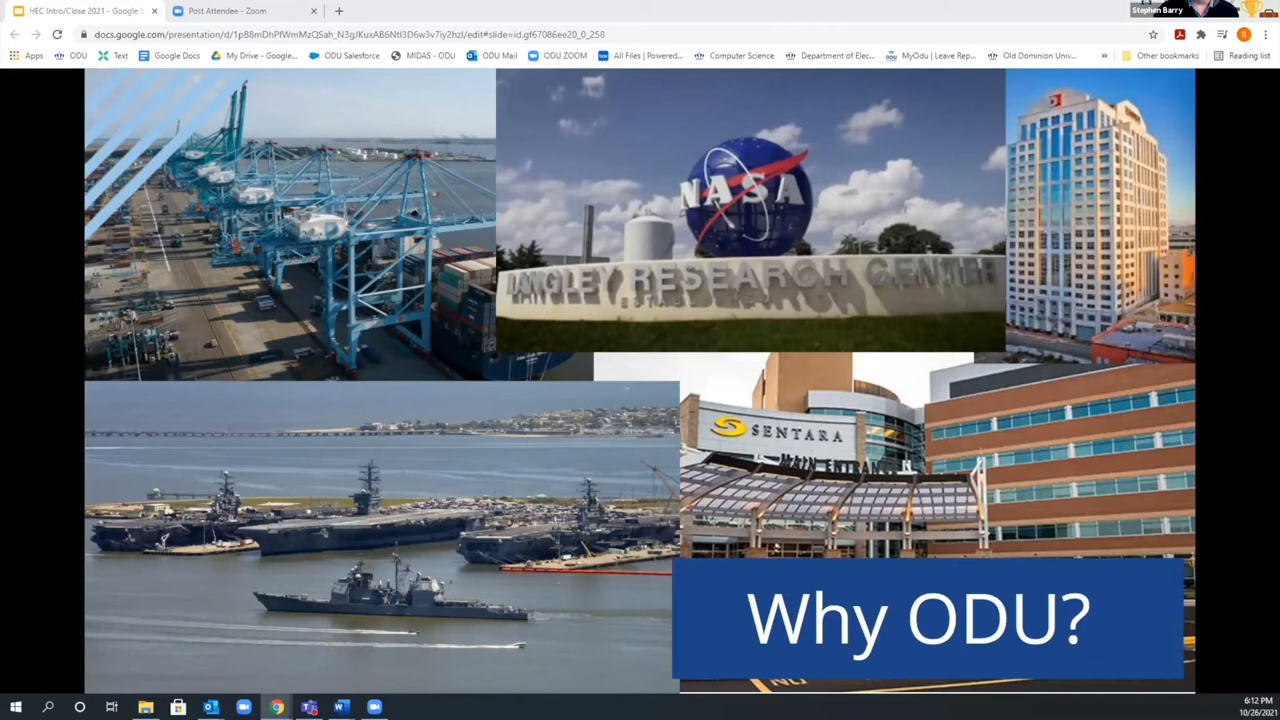 HEC Intro/Close 2021 - Google S
Post Attendee - Zoom
Stephen Barry
docs.google.com/presentation/d/1pB8mDhPfWmMzQSah_N3gJKuxAB6NtI3D6w3v7iy2hzI/edit#slide=id.gf67086ee20_0_258
S
Apps
ODU
Text
Google Docs
My Drive - Google...
ODU Salesforce
MIDAS - ODU
ODU Mail
ODU ZOOM
All Files | Powered...
Computer Science
Department of Elec...
MyOdu | Leave Rep...
Old Dominion Univ...
»
Other bookmarks
Reading list
NASA
LANGLEY RESEARCH CENTER
SENTARA
MAIN ENTRANCE
Why ODU?
6:12 PM
10/26/2021